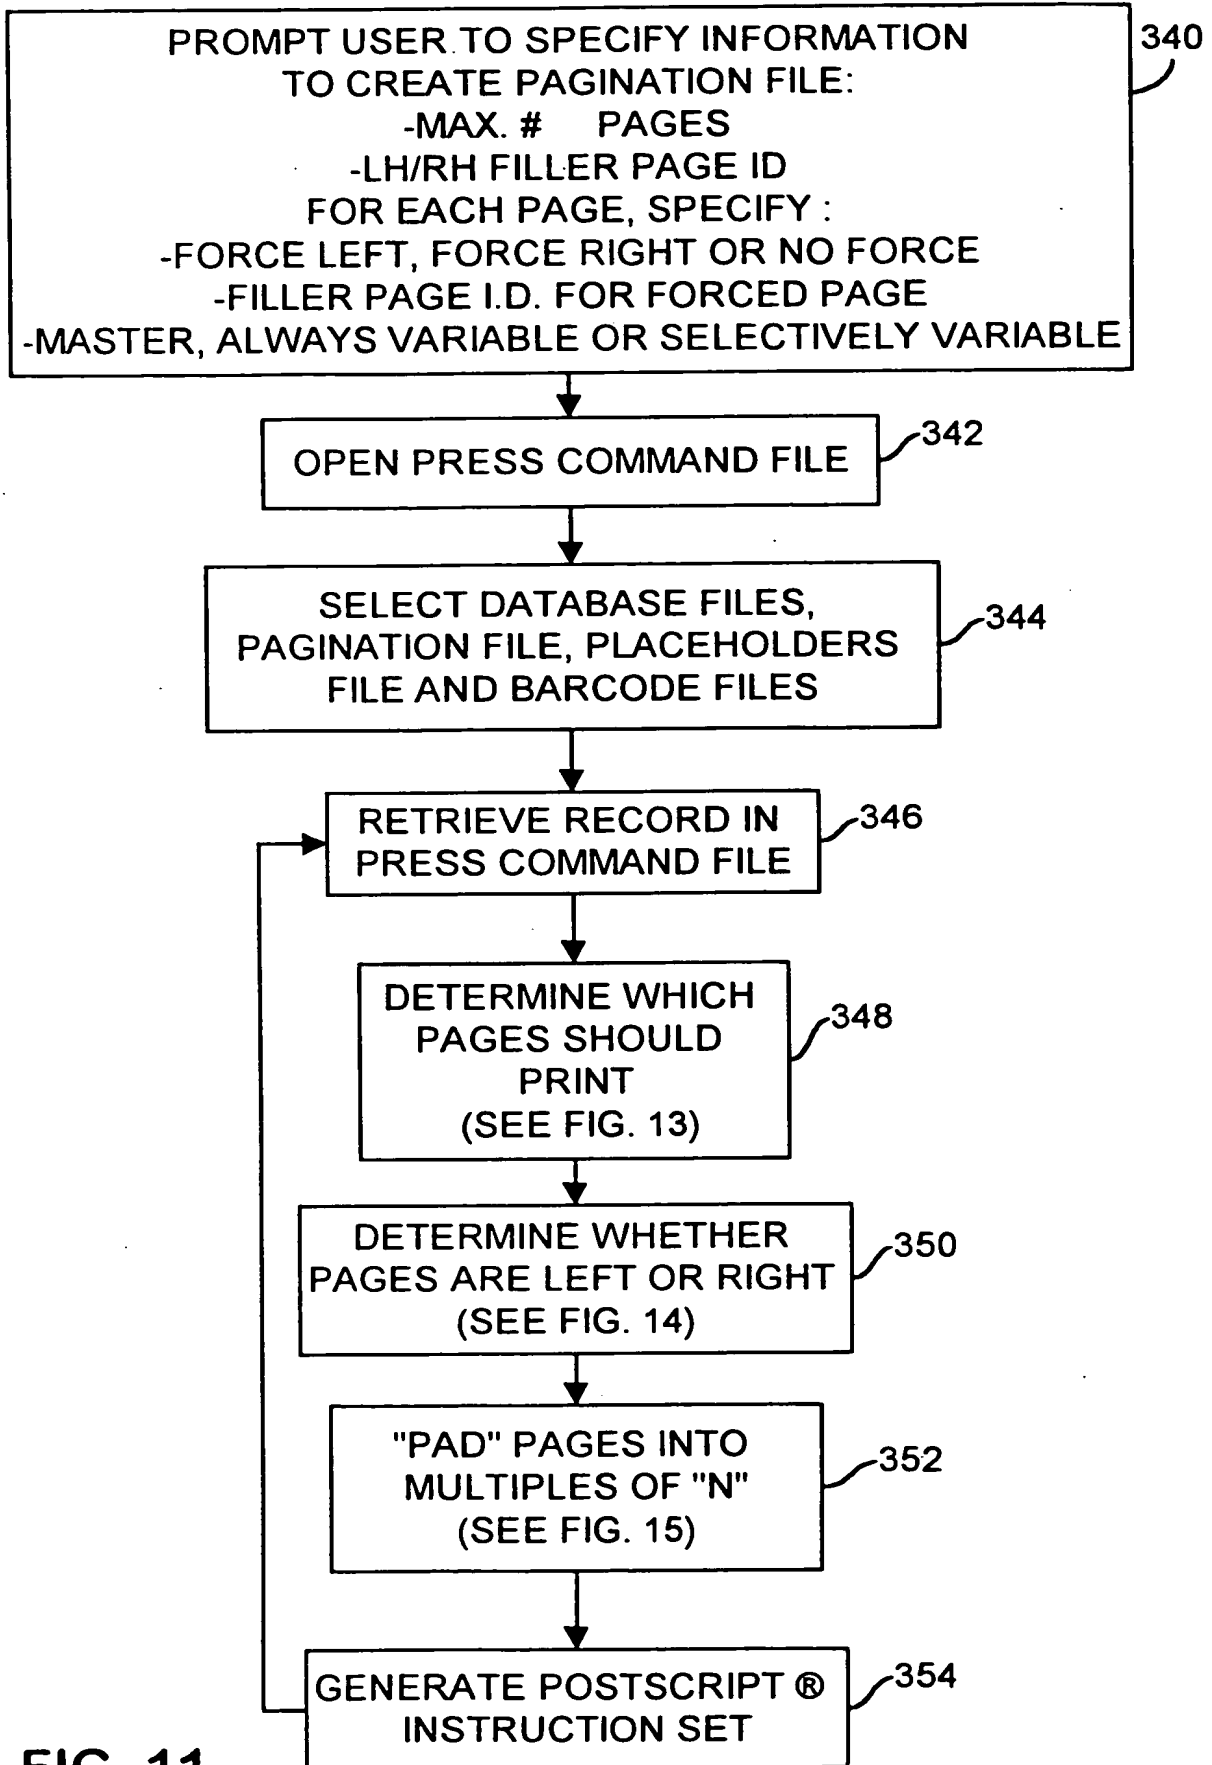 PROMPT USER TO SPECIFY INFORMATION
TO CREATE PAGINATION FILE:
-MAX. # PAGES
-LH/RH FILLER PAGE ID
FOR EACH PAGE, SPECIFY :
-FORCE LEFT, FORCE RIGHT OR NO FORCE
-FILLER PAGE I.D. FOR FORCED PAGE
-MASTER, ALWAYS VARIABLE OR SELECTIVELY VARIABLE
340
OPEN PRESS COMMAND FILE
342
SELECT DATABASE FILES,
PAGINATION FILE, PLACEHOLDERS
FILE AND BARCODE FILES
344
RETRIEVE RECORD IN
PRESS COMMAND FILE
346
DETERMINE WHICH
PAGES SHOULD
PRINT
(SEE FIG. 13)
348
DETERMINE WHETHER
PAGES ARE LEFT OR RIGHT
(SEE FIG. 14)
350
"PAD" PAGES INTO
MULTIPLES OF "N"
(SEE FIG. 15)
352
GENERATE POSTSCRIPT ®
INSTRUCTION SET
354
FIG. 11